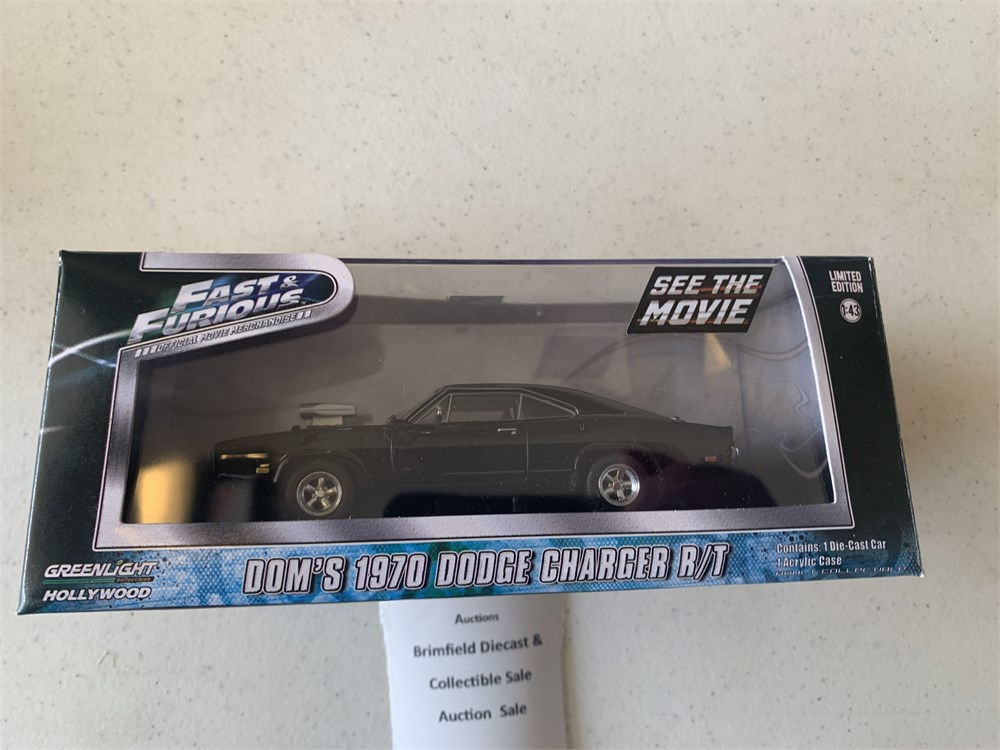 FAST & FURIOUS
OFFICIAL MOVIE MERCHANDISE
SEE THE
MOVIE
LIMITED
EDITION
1:43
GREENLIGHT
HOLLYWOOD
DOM'S 1970 DODGE CHARGER R/T
Contains: 1 Die-Cast Car
1 Acrylic Case
Auctions
Brimfield Diecast &
Collectible Sale
Auction Sale